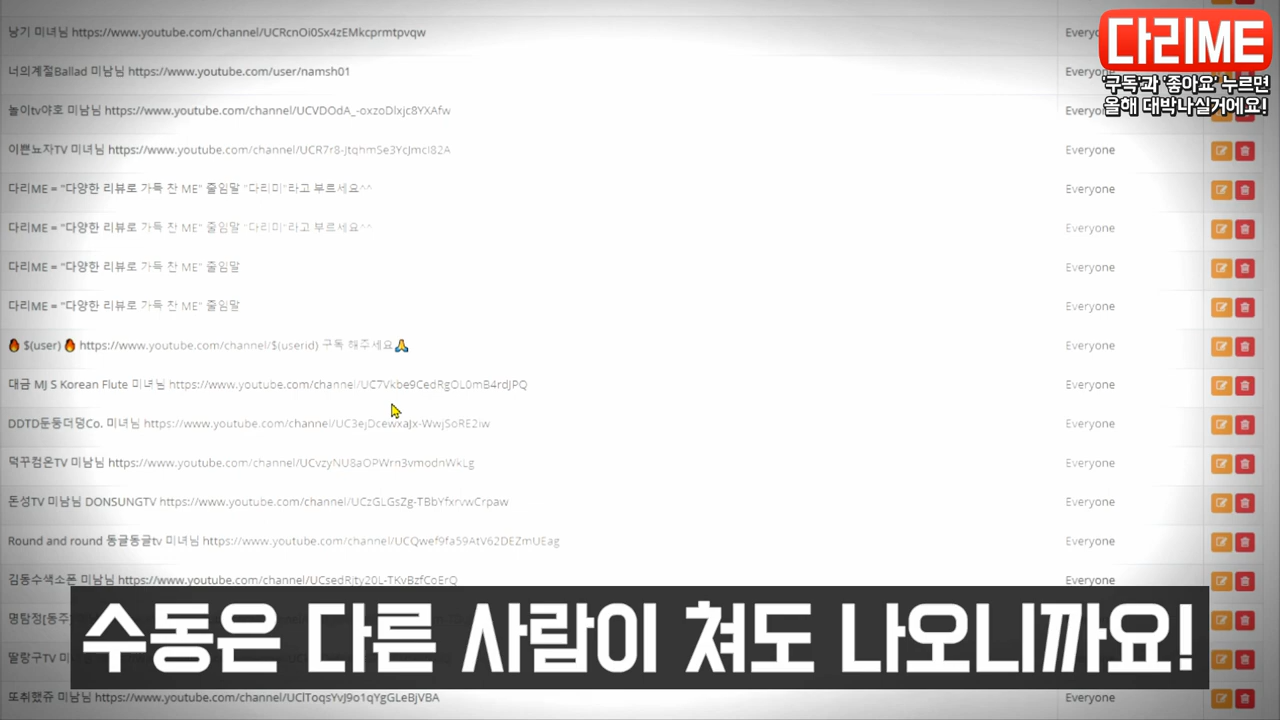 낭기 미녀님 https://www.youtube.com/channel/UCRcnOi0Sx4zEMkcprmtpvqw
너의계절Ballad 미남님 https://www.youtube.com/user/namsh01
놀이tv야호 미남님 https://www.youtube.com/channel/UCVDOdA_-oxzoDlxjc8YXAfw
이쁜뇨자TV 미녀님 https://www.youtube.com/channel/UCR7r8-jtqhmSe3YcJmcI82A Everyone
다리ME = "다양한 리뷰로 가득 찬 ME" 줄임말 "다리미"라고 부르세요^^ Everyone
다리ME = "다양한 리뷰로 가득 찬 ME" 줄임말 "다리미"라고 부르세요^^ Everyone
다리ME = "다양한 리뷰로 가득 찬 ME" 줄임말 Everyone
다리ME = "다양한 리뷰로 가득 찬 ME" 줄임말 Everyone
🔥 $(user) 🔥 https://www.youtube.com/channel/$(userid) 구독 해주세요🙏 Everyone
대금 MJ S Korean Flute 미녀님 https://www.youtube.com/channel/UC7Vkbe9CedRgOL0mB4rdJPQ Everyone
DDTD둔둥더덩Co. 미녀님 https://www.youtube.com/channel/UC3ejDcewxaJx-WwjSoRE2iw Everyone
덕꾸컴온TV 미남님 https://www.youtube.com/channel/UCvzyNU8aOPWrn3vmodnWkLg Everyone
돈성TV 미남님 DONSUNGTV https://www.youtube.com/channel/UCzGLGsZg-TBbYfxrvwCrpaw Everyone
Round and round 동글동글tv 미녀님 https://www.youtube.com/channel/UCQwef9fa59AtV62DEZmUEag Everyone
김동수색소폰 미남님 https://www.youtube.com/channel/UCsedRjty20L-TKvBzfCoErQ Everyone
명탐정[동주
딸랑구TV
또취했쥬 미남님 https://www.youtube.com/channel/UClToqsYvJ9o1qYgGLeBjVBA Everyone
다리ME
'구독'과 '좋아요' 누르면
올해 대박나실거에요!
수동은 다른 사람이 쳐도 나오니까요!